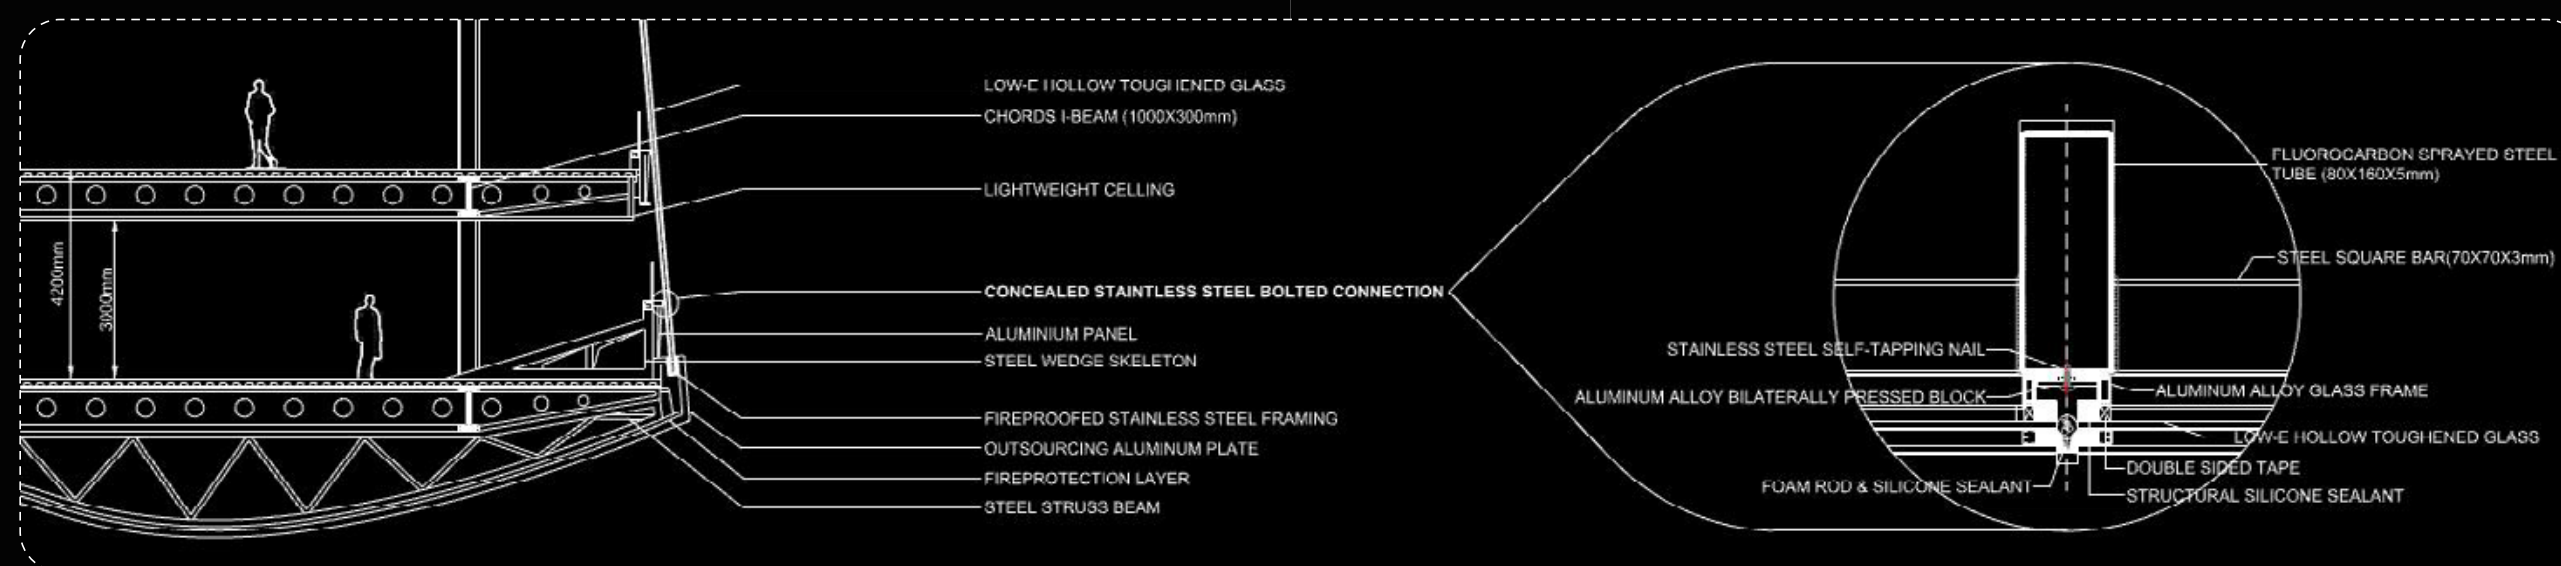 LOW-E HOLLOW TOUGHENED GLASS
CHORDS I-BEAM (1000X300mm)
LIGHTWEIGHT CELLING
4200mm
3000mm
CONCEALED STAINTLESS STEEL BOLTED CONNECTION
ALUMINIUM PANEL
STEEL WEDGE SKELETON
FIREPROOFED STAINLESS STEEL FRAMING
OUTSOURCING ALUMINUM PLATE
FIREPROTECTION LAYER
STEEL STRUSS BEAM
FLUOROCARBON SPRAYED STEEL
TUBE (80X160X5mm)
STEEL SQUARE BAR(70X70X3mm)
STAINLESS STEEL SELF-TAPPING NAIL
ALUMINUM ALLOY BILATERALLY PRESSED BLOCK
ALUMINUM ALLOY GLASS FRAME
LOW-E HOLLOW TOUGHENED GLASS
DOUBLE SIDED TAPE
FOAM ROD & SILICONE SEALANT
STRUCTURAL SILICONE SEALANT